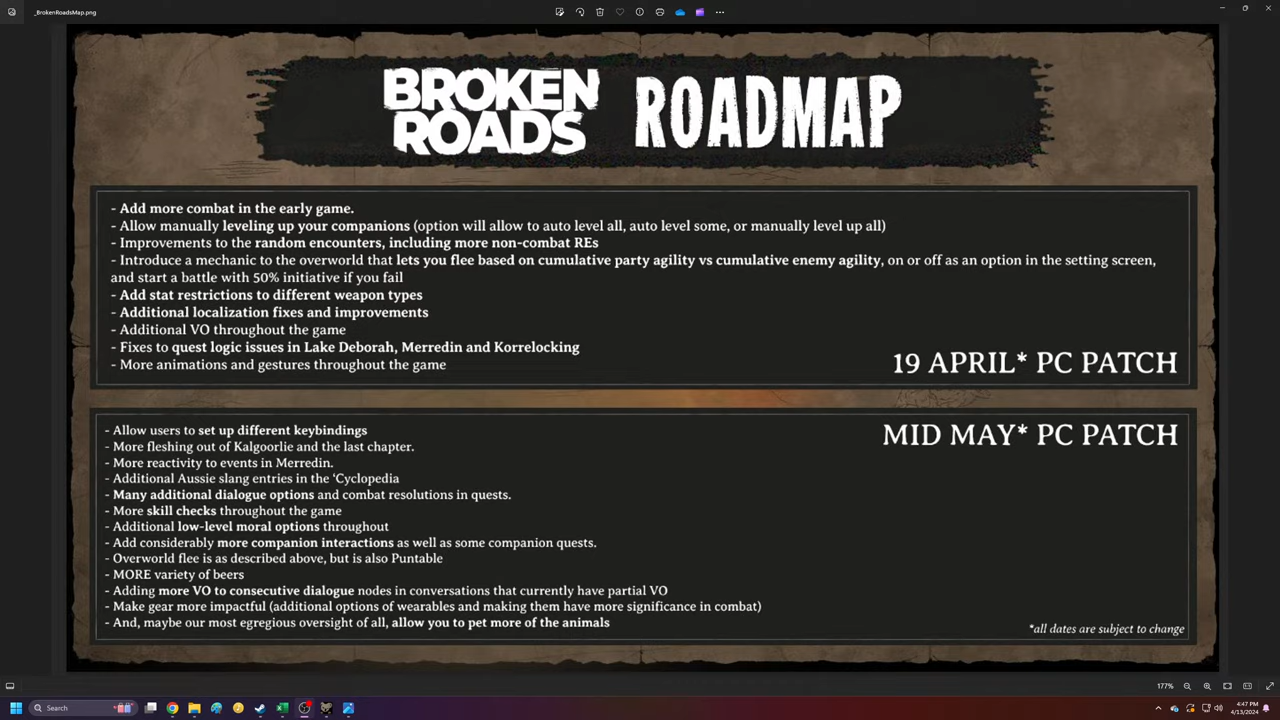 _BrokenRoadsMap.png
BROKEN
ROADS
ROADMAP
- Add more combat in the early game.
- Allow manually leveling up your companions (option will allow to auto level all, auto level some, or manually level up all)
- Improvements to the random encounters, including more non-combat REs
- Introduce a mechanic to the overworld that lets you flee based on cumulative party agility vs cumulative enemy agility, on or off as an option in the setting screen,
and start a battle with 50% initiative if you fail
- Add stat restrictions to different weapon types
- Additional localization fixes and improvements
- Additional VO throughout the game
- Fixes to quest logic issues in Lake Deborah, Merredin and Korrelocking
- More animations and gestures throughout the game
19 APRIL* PC PATCH
MID MAY* PC PATCH
- Allow users to set up different keybindings
- More fleshing out of Kalgoorlie and the last chapter.
- More reactivity to events in Merredin.
- Additional Aussie slang entries in the ‘Cyclopedia
- Many additional dialogue options and combat resolutions in quests.
- More skill checks throughout the game
- Additional low-level moral options throughout
- Add considerably more companion interactions as well as some companion quests.
- Overworld flee is as described above, but is also Puntable
- MORE variety of beers
- Adding more VO to consecutive dialogue nodes in conversations that currently have partial VO
- Make gear more impactful (additional options of wearables and making them have more significance in combat)
- And, maybe our most egregious oversight of all, allow you to pet more of the animals
*all dates are subject to change
177%
Search
4:47 PM
4/13/2024